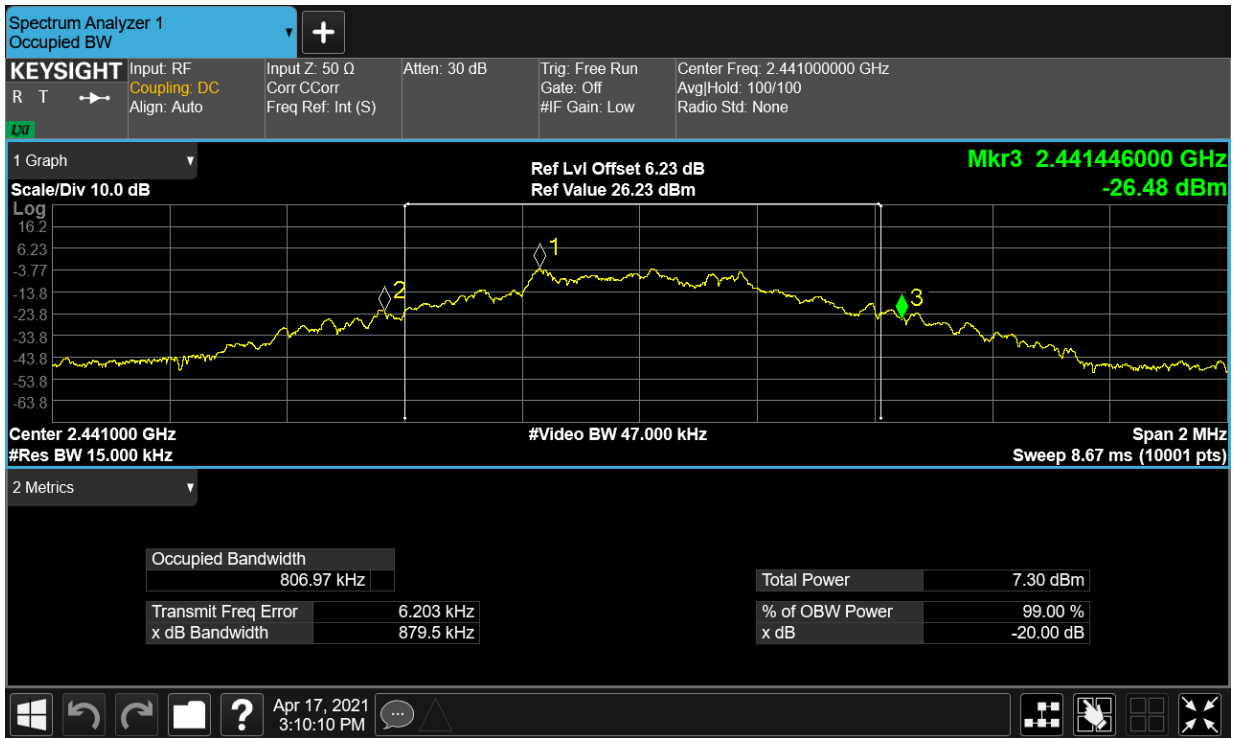 Spectrum Analyzer 1
Occupied BW
KEYSIGHT
R T
LXI
Input: RF
Coupling: DC
Align: Auto
Input Z: 50 Ω
Corr CCorr
Freq Ref: Int (S)
Atten: 30 dB
Trig: Free Run
Gate: Off
#IF Gain: Low
Center Freq: 2.441000000 GHz
Avg|Hold: 100/100
Radio Std: None
1 Graph
Scale/Div 10.0 dB
Ref Lvl Offset 6.23 dB
Ref Value 26.23 dBm
Mkr3 2.441446000 GHz
-26.48 dBm
Log
16.2
6.23
-3.77
-13.8
-23.8
-33.8
-43.8
-53.8
-63.8
1
2
3
Center 2.441000 GHz
#Video BW 47.000 kHz
Span 2 MHz
#Res BW 15.000 kHz
Sweep 8.67 ms (10001 pts)
2 Metrics
Occupied Bandwidth
806.97 kHz
Transmit Freq Error 6.203 kHz
x dB Bandwidth 879.5 kHz
Total Power 7.30 dBm
% of OBW Power 99.00 %
x dB -20.00 dB
?
Apr 17, 2021
3:10:10 PM